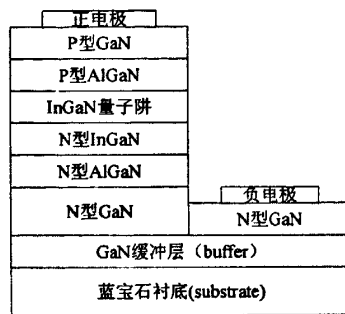 正电极
P型GaN
P型AlGaN
InGaN量子阱
N型InGaN
N型AlGaN
负电极
N型GaN
N型GaN
GaN缓冲层（buffer）
蓝宝石衬底(substrate)